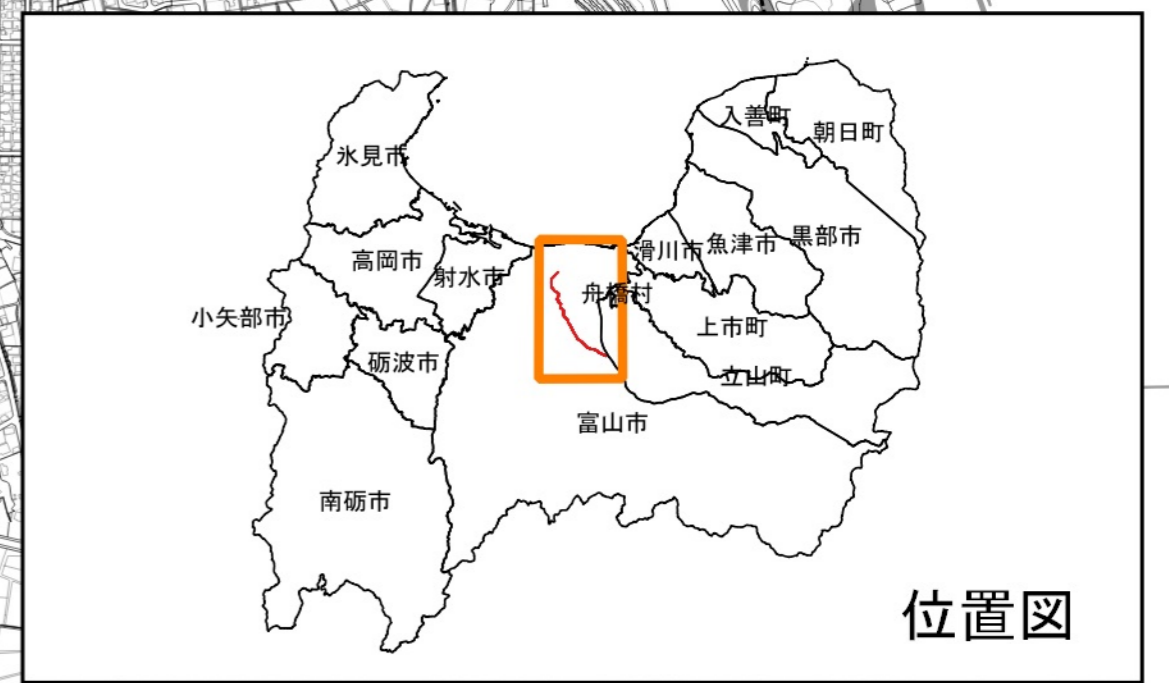 入善町
朝日町
氷見市
黒部市
魚津市
滑川市
高岡市
射水市
舟橋村
小矢部市
上市町
砺波市
立山町
富山市
南砺市
位置図